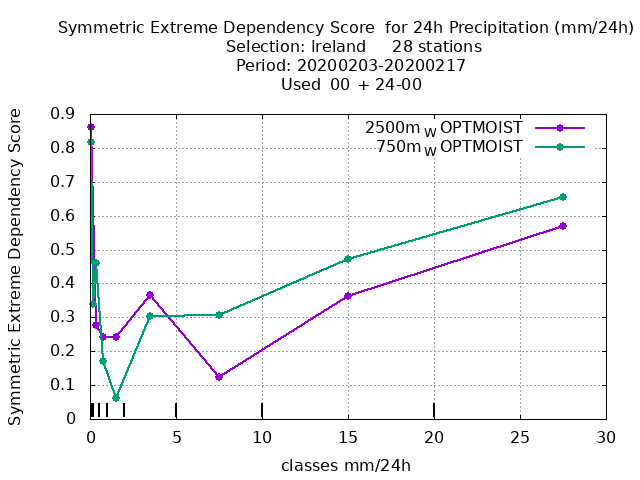 Symmetric Extreme Dependency Score for 24h Precipitation (mm/24h)
Selection: Ireland 28 stations
Period: 20200203-20200217
Used 00 + 24-00
Symmetric Extreme Dependency Score
0.9
0.8
0.7
0.6
0.5
0.4
0.3
0.2
0.1
0
2500m W OPTMOIST
750m W OPTMOIST
0 5 10 15 20 25 30
classes mm/24h